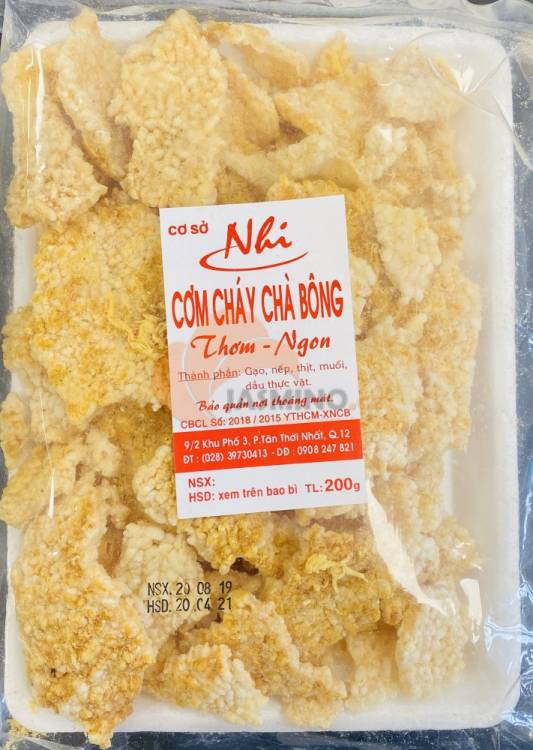 CƠ SỞ
Nhi
CƠM CHÁY CHÀ BÔNG
Thơm - Ngon
Thành phần: Gạo, nếp, thịt, muối,
dầu thực vật.
JASMINO
Bảo quản nơi thoáng mát.
CBCL Số: 2018 / 2015 YTHCM-XNCB
9/2 Khu Phố 3, P.Tân Thới Nhất, Q.12
ĐT : (028) 39730413 - DĐ : 0908 247 821
NSX:
HSD: xem trên bao bì TL: 200g
NSX. 20 08 19
HSD. 20 04 21